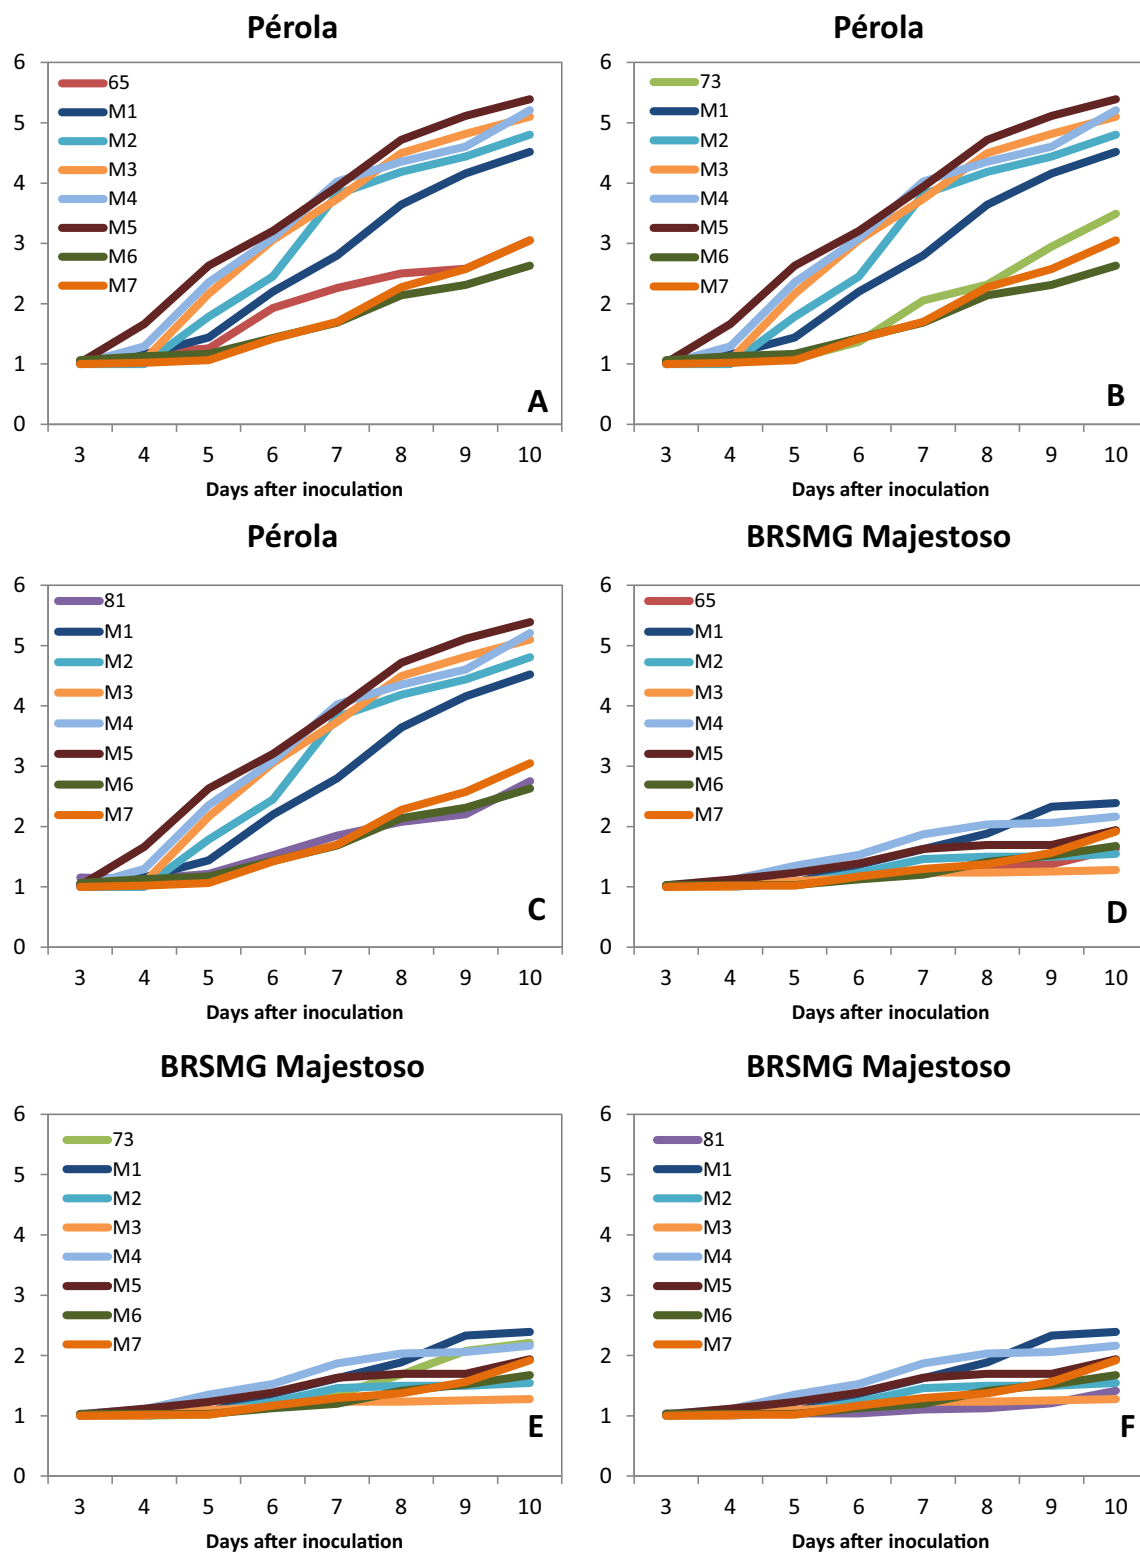 Pérola
6
5
4
3
2
1
0
65
M1
M2
M3
M4
M5
M6
M7
A
3 4 5 6 7 8 9 10
Days after inoculation
Pérola
6
5
4
3
2
1
0
73
M1
M2
M3
M4
M5
M6
M7
B
3 4 5 6 7 8 9 10
Days after inoculation
Pérola
6
5
4
3
2
1
0
81
M1
M2
M3
M4
M5
M6
M7
C
3 4 5 6 7 8 9 10
Days after inoculation
BRSMG Majestoso
6
5
4
3
2
1
0
65
M1
M2
M3
M4
M5
M6
M7
D
3 4 5 6 7 8 9 10
Days after inoculation
BRSMG Majestoso
6
5
4
3
2
1
0
73
M1
M2
M3
M4
M5
M6
M7
E
3 4 5 6 7 8 9 10
Days after inoculation
BRSMG Majestoso
6
5
4
3
2
1
0
81
M1
M2
M3
M4
M5
M6
M7
F
3 4 5 6 7 8 9 10
Days after inoculation